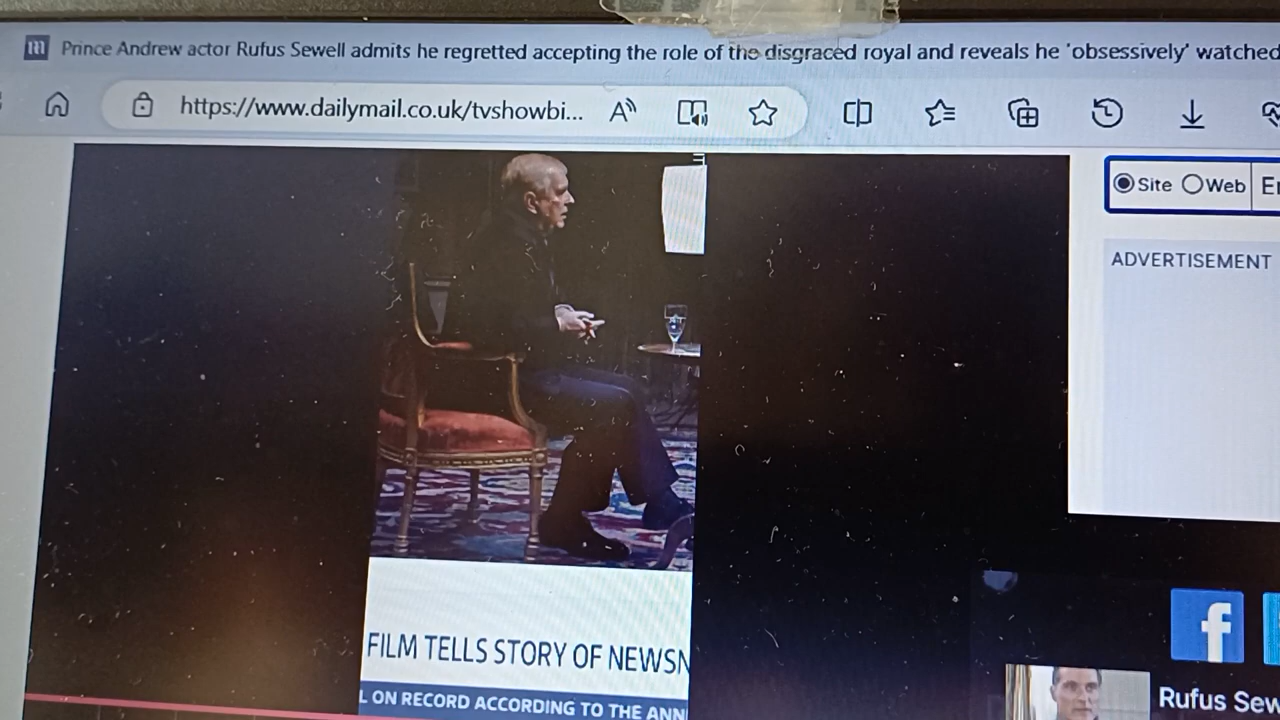 m Prince Andrew actor Rufus Sewell admits he regretted accepting the role of the disgraced royal and reveals he 'obsessively' watched
https://www.dailymail.co.uk/tvshowbi...
Site Web
ADVERTISEMENT
FILM TELLS STORY OF NEWSN
L ON RECORD ACCORDING TO THE ANN
f
Rufus Sew